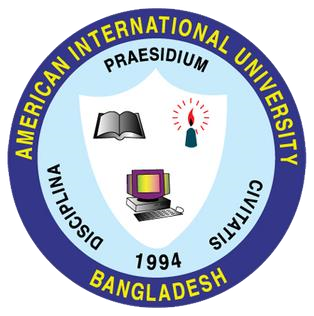 AMERICAN INTERNATIONAL UNIVERSITY
BANGLADESH
PRAESIDIUM
DISCIPLINA
CIVITATIS
1994